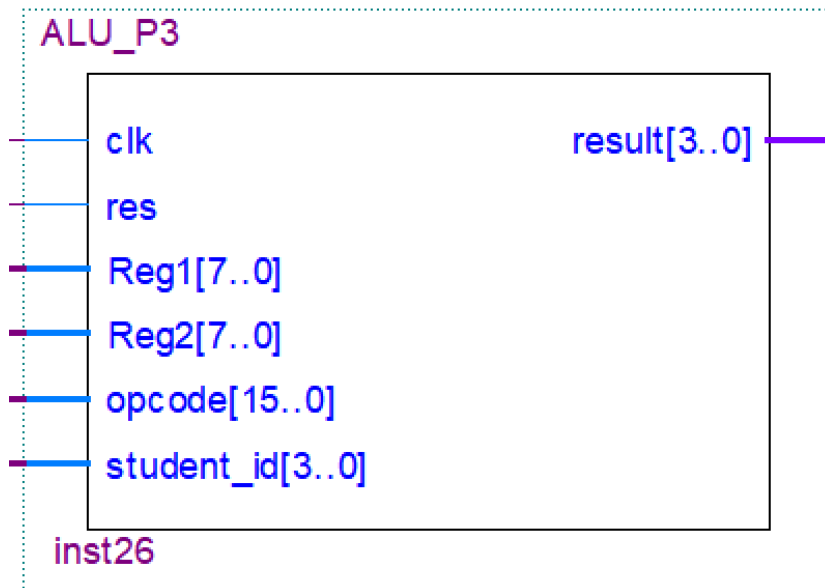 ALU_P3
clk
result[3..0]
res
Reg1[7..0]
Reg2[7..0]
opcode[15..0]
student_id[3..0]
inst26